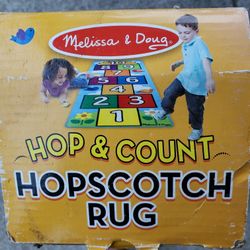 Melissa & Doug
HOP & COUNT
HOPSCOTCH
RUG